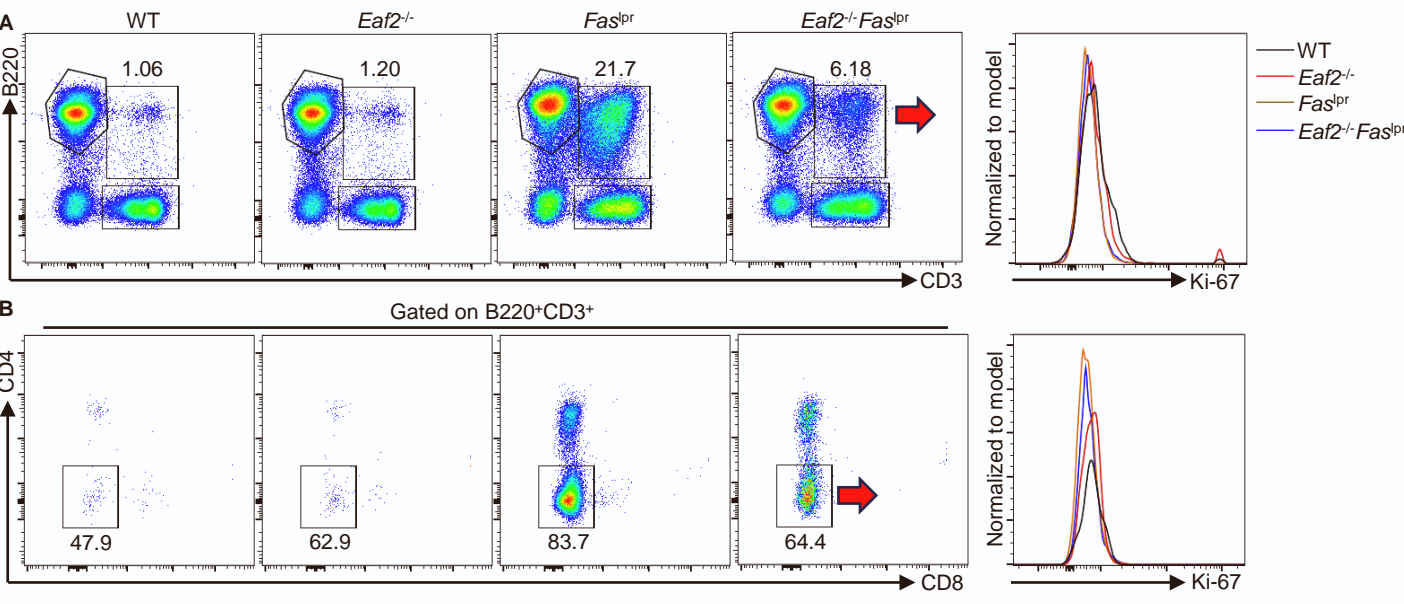 A
WT
Eaf2-/-
Faslpr
Eaf2-/-Faslpr
B220
1.06
1.20
21.7
6.18
CD3
Normalized to model
Ki-67
WT
Eaf2-/-
Faslpr
Eaf2-/-Faslpr
B
Gated on B220+CD3+
CD4
47.9
62.9
83.7
64.4
CD8
Normalized to model
Ki-67